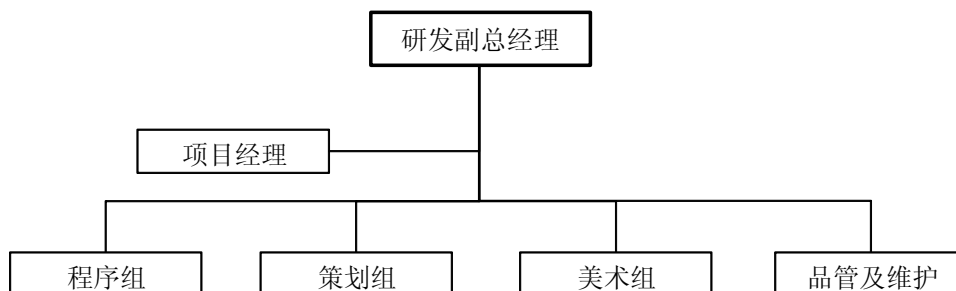 研发副总经理
项目经理
程序组
策划组
美术组
品管及维护